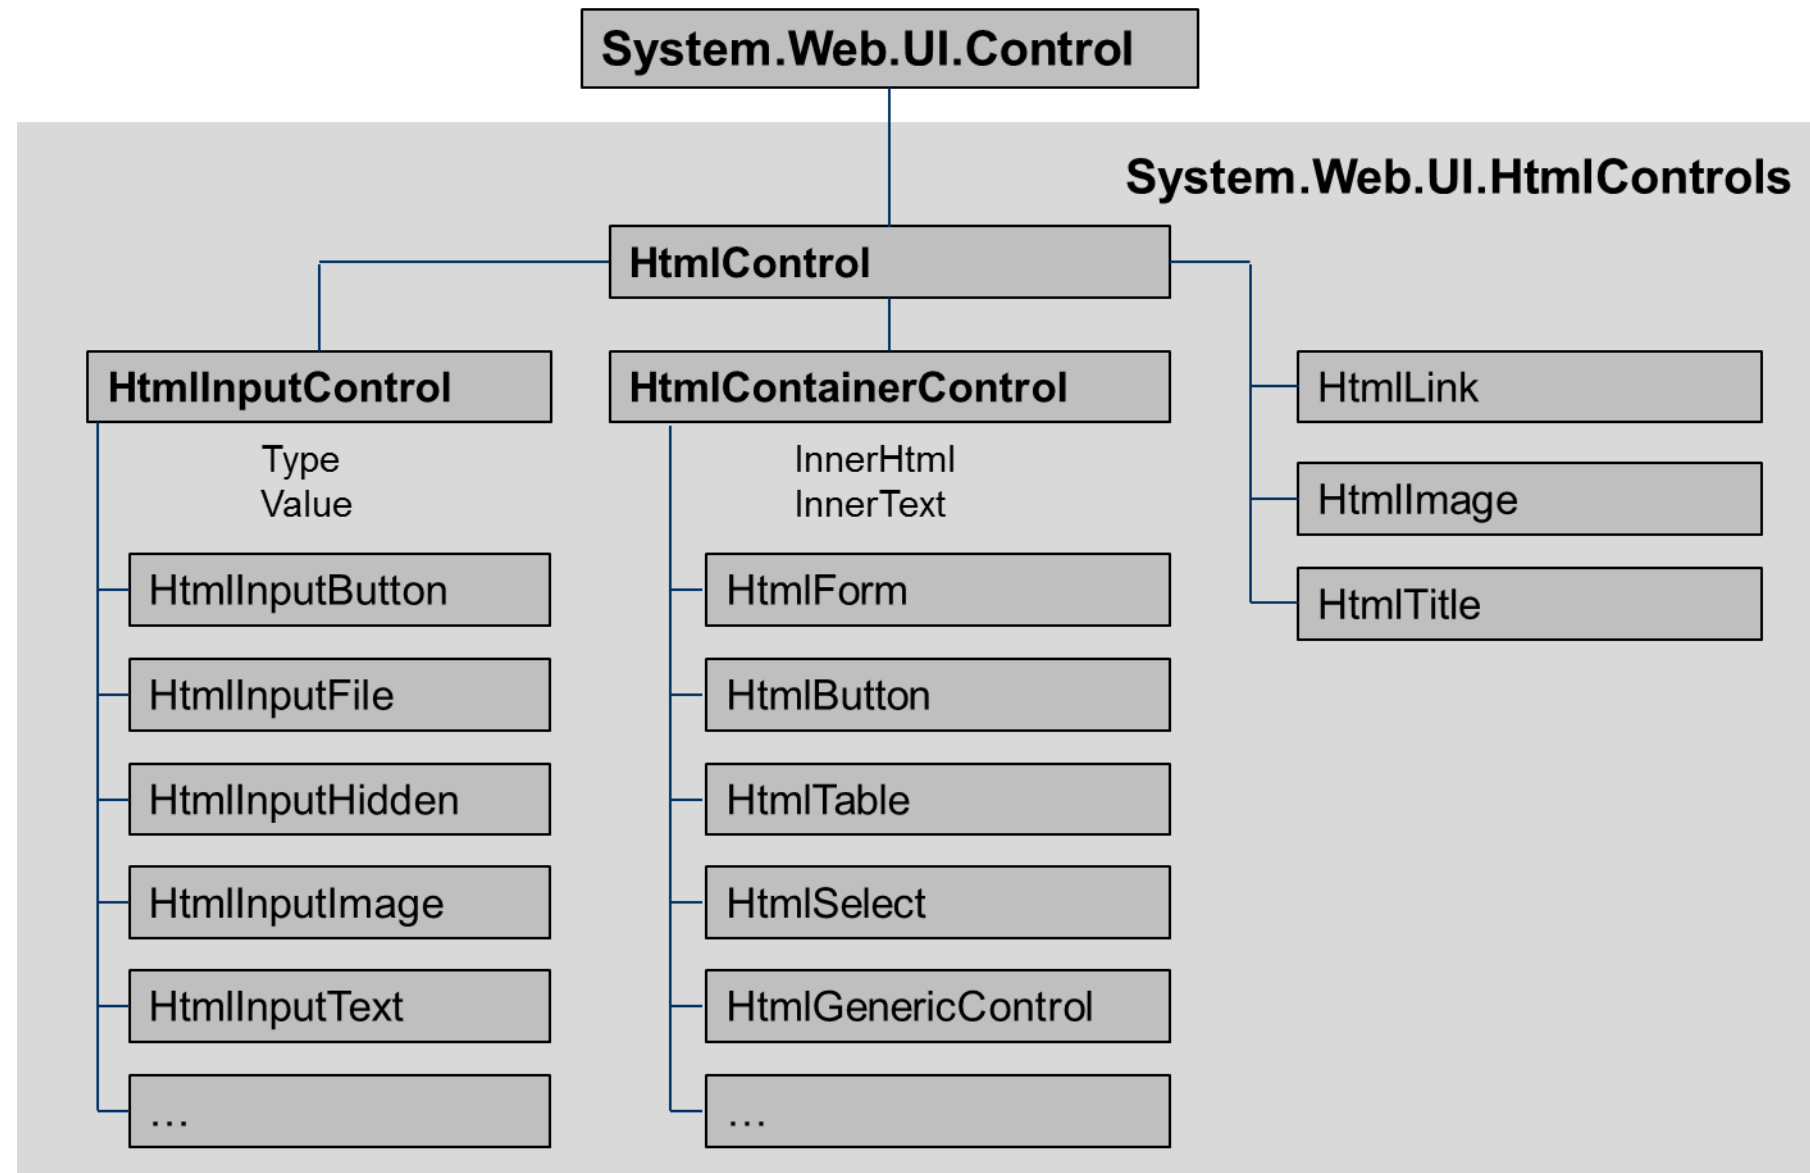 System.Web.UI.Control
System.Web.UI.HtmlControls
HtmlControl
HtmlInputControl
Type
Value
HtmlInputButton
HtmlInputFile
HtmlInputHidden
HtmlInputImage
HtmlInputText
…
HtmlContainerControl
InnerHtml
InnerText
HtmlForm
HtmlButton
HtmlTable
HtmlSelect
HtmlGenericControl
…
HtmlLink
HtmlImage
HtmlTitle